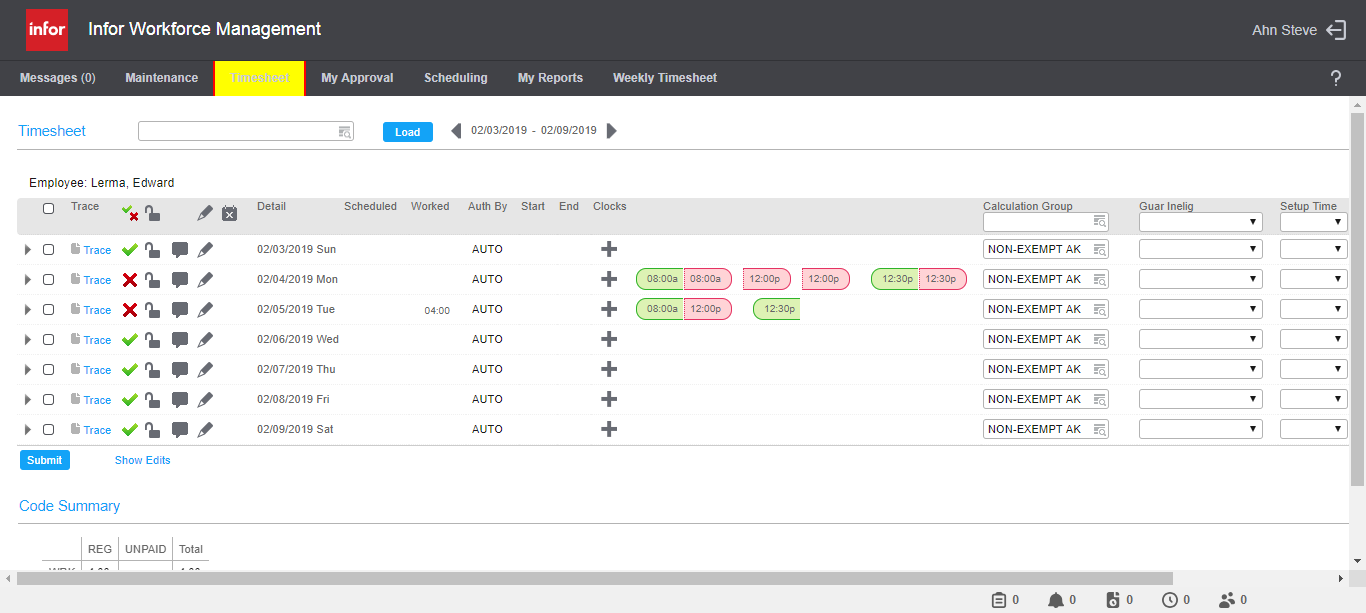 infor Infor Workforce Management Ahn Steve
Messages (0) Maintenance Timesheet My Approval Scheduling My Reports Weekly Timesheet ?
Timesheet Load 02/03/2019 - 02/09/2019
Employee: Lerma, Edward
Trace Detail Scheduled Worked Auth By Start End Clocks Calculation Group Guar Inelig Setup Time
Trace 02/03/2019 Sun AUTO NON-EXEMPT AK
Trace 02/04/2019 Mon AUTO 08:00a 08:00a 12:00p 12:00p 12:30p 12:30p NON-EXEMPT AK
Trace 02/05/2019 Tue 04:00 AUTO 08:00a 12:00p 12:30p NON-EXEMPT AK
Trace 02/06/2019 Wed AUTO NON-EXEMPT AK
Trace 02/07/2019 Thu AUTO NON-EXEMPT AK
Trace 02/08/2019 Fri AUTO NON-EXEMPT AK
Trace 02/09/2019 Sat AUTO NON-EXEMPT AK
Submit Show Edits
Code Summary
REG UNPAID Total
0 0 0 0 0